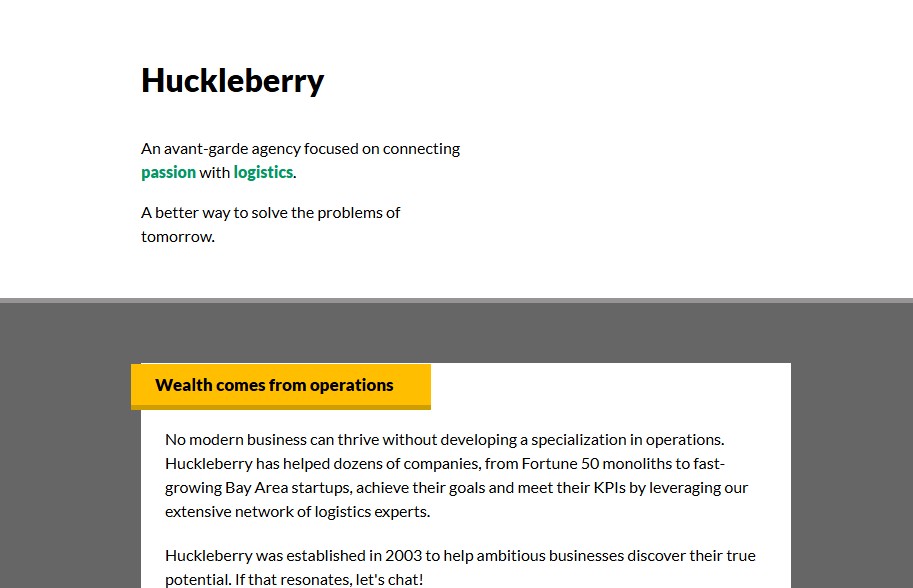 Huckleberry
An avant-garde agency focused on connecting
passion with logistics.
A better way to solve the problems of
tomorrow.
Wealth comes from operations
No modern business can thrive without developing a specialization in operations.
Huckleberry has helped dozens of companies, from Fortune 50 monoliths to fast-
growing Bay Area startups, achieve their goals and meet their KPIs by leveraging our
extensive network of logistics experts.
Huckleberry was established in 2003 to help ambitious businesses discover their true
potential. If that resonates, let's chat!